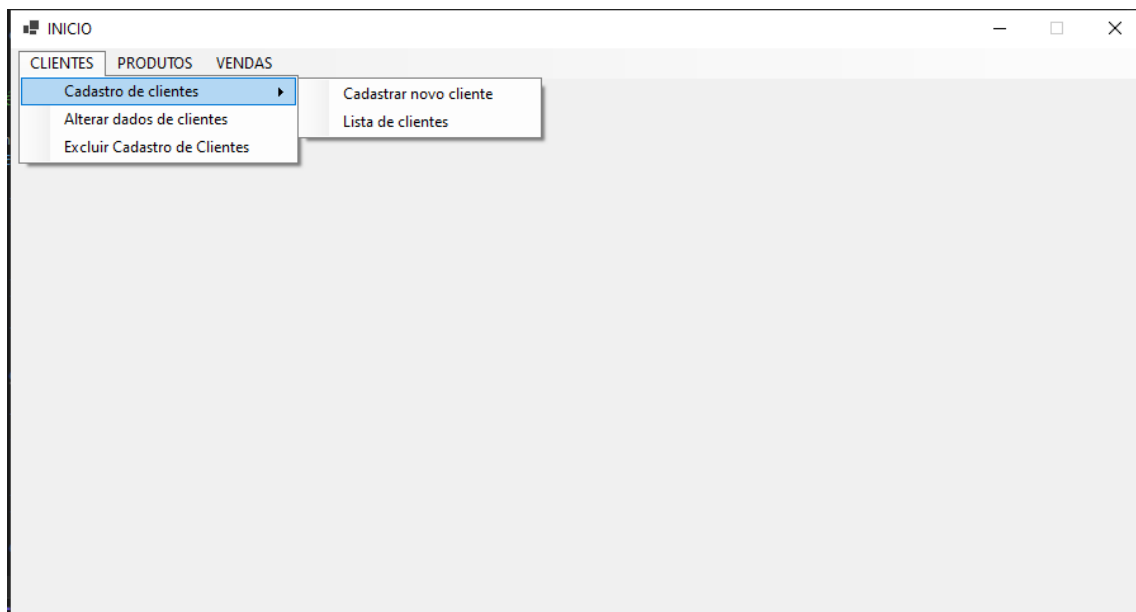 INICIO
CLIENTES PRODUTOS VENDAS
Cadastro de clientes
Alterar dados de clientes
Excluir Cadastro de Clientes
Cadastrar novo cliente
Lista de clientes